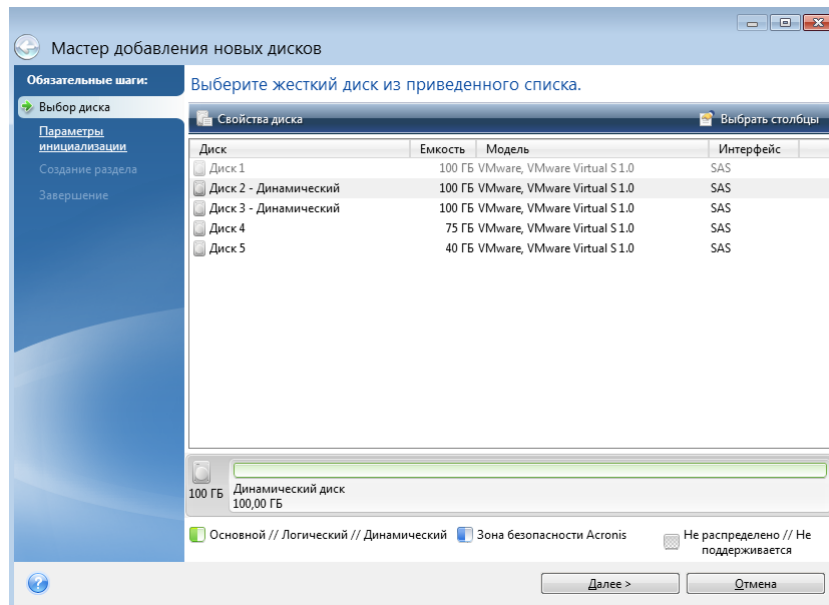 Мастер добавления новых дисков
Обязательные шаги:
Выбор диска
Параметры
инициализации
Создание раздела
Завершение
Выберите жесткий диск из приведенного списка.
Свойства диска Выбрать столбцы
Диск Емкость Модель Интерфейс
Диск 1 100 ГБ VMware, VMware Virtual S 1.0 SAS
Диск 2 - Динамический 100 ГБ VMware, VMware Virtual S 1.0 SAS
Диск 3 - Динамический 100 ГБ VMware, VMware Virtual S 1.0 SAS
Диск 4 75 ГБ VMware, VMware Virtual S 1.0 SAS
Диск 5 40 ГБ VMware, VMware Virtual S 1.0 SAS
100 ГБ Динамический диск
100,00 ГБ
Основной // Логический // Динамический Зона безопасности Acronis Не распределено // Не
поддерживается
Далее > Отмена